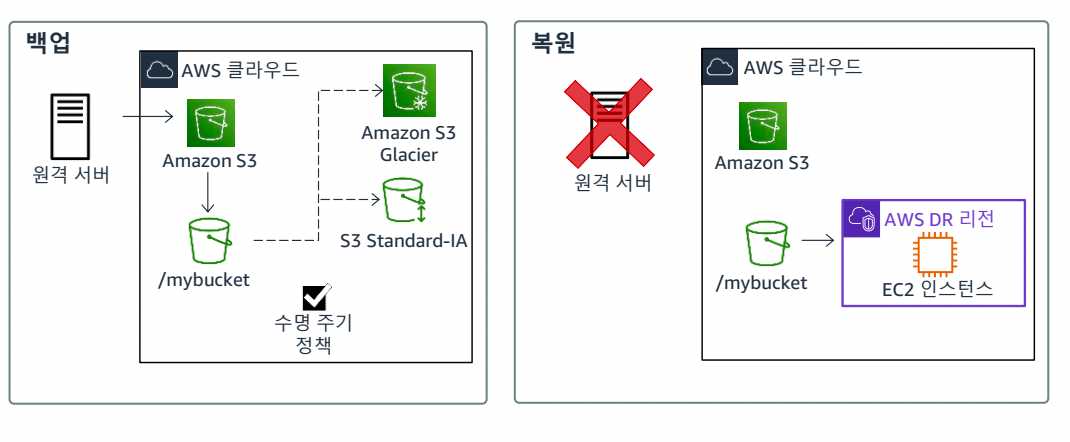 백업
AWS 클라우드
원격 서버
Amazon S3
Amazon S3
Glacier
/mybucket
S3 Standard-IA
수명 주기
정책
복원
원격 서버
AWS 클라우드
Amazon S3
/mybucket
AWS DR 리전
EC2 인스턴스